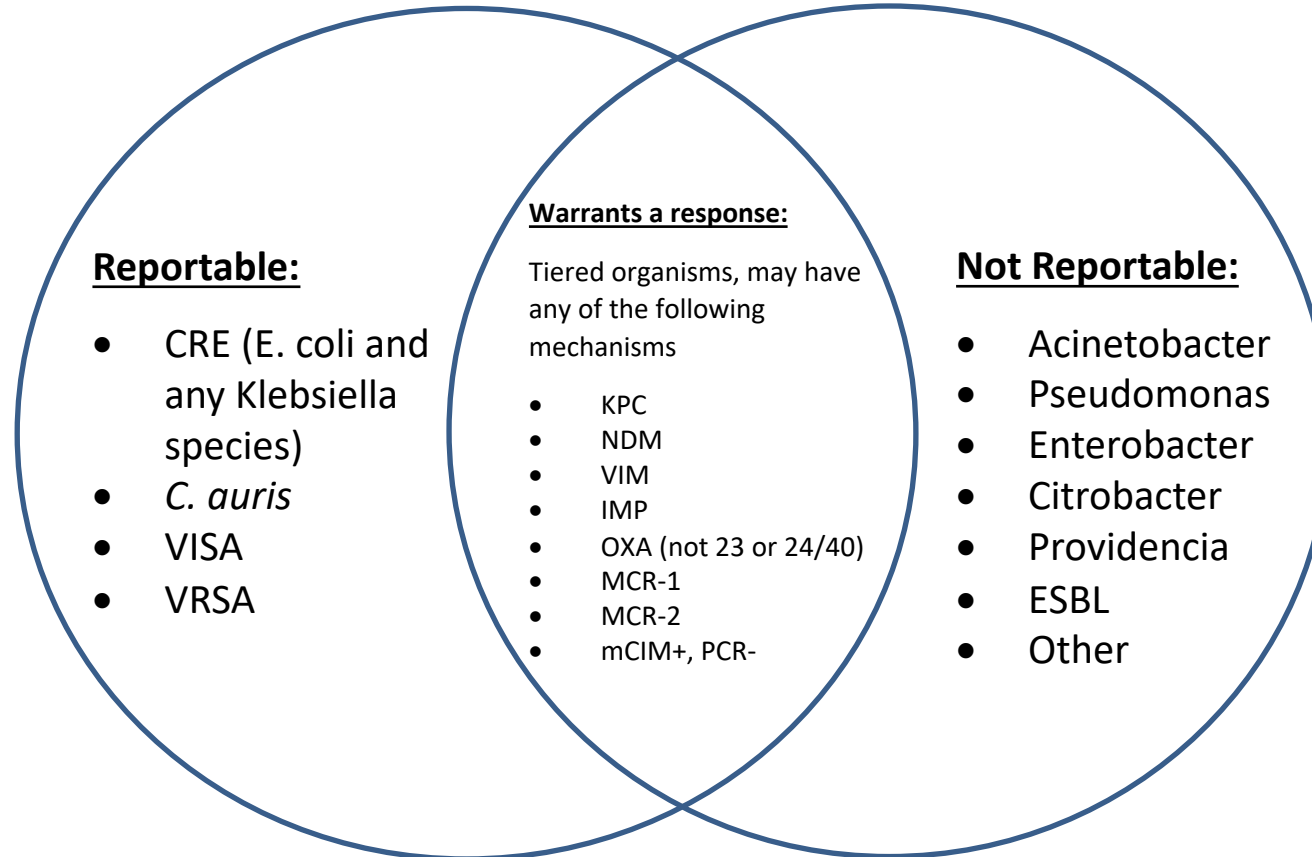 Reportable:
• CRE (E. coli and
any Klebsiella
species)
• C. auris
• VISA
• VRSA
Warrants a response:
Tiered organisms, may have
any of the following
mechanisms
• KPC
• NDM
• VIM
• IMP
• OXA (not 23 or 24/40)
• MCR-1
• MCR-2
• mCIM+, PCR-
Not Reportable:
• Acinetobacter
• Pseudomonas
• Enterobacter
• Citrobacter
• Providencia
• ESBL
• Other